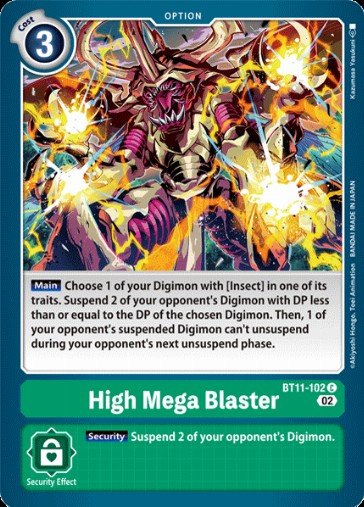 OPTION
Cost
3
Kazumasa Yasukuni
Main Choose 1 of your Digimon with [Insect] in one of its
traits. Suspend 2 of your opponent's Digimon with DP less
than or equal to the DP of the chosen Digimon. Then, 1 of
your opponent's suspended Digimon can't unsuspend
during your opponent's next unsuspend phase.
©Akiyoshi Hongo, Toei Animation BANDAI MADE IN JAPAN
BT11-102 C
High Mega Blaster
02
Security Suspend 2 of your opponent's Digimon.
Security Effect